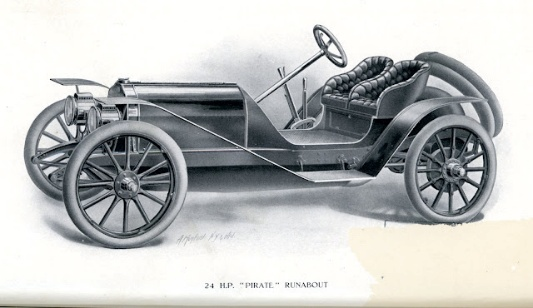 24 H.P. "PIRATE" RUNABOUT